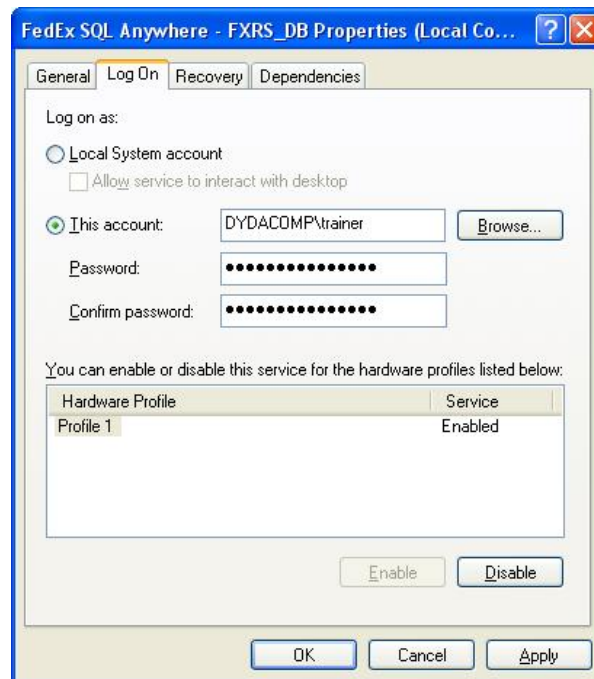 FedEx SQL Anywhere - FXRS_DB Properties (Local Co...
General Log On Recovery Dependencies
Log on as:
Local System account
Allow service to interact with desktop
This account: DYDACOMP\trainer Browse...
Password: ●●●●●●●●●●●●●●●
Confirm password: ●●●●●●●●●●●●●●●
You can enable or disable this service for the hardware profiles listed below:
Hardware Profile Service
Profile 1 Enabled
Enable Disable
OK Cancel Apply